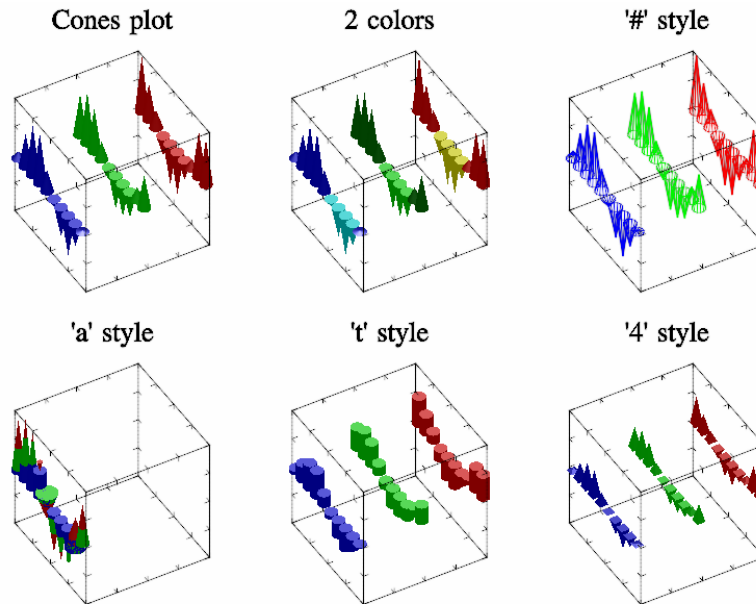 Cones plot
2 colors
'#' style
'a' style
't' style
'4' style